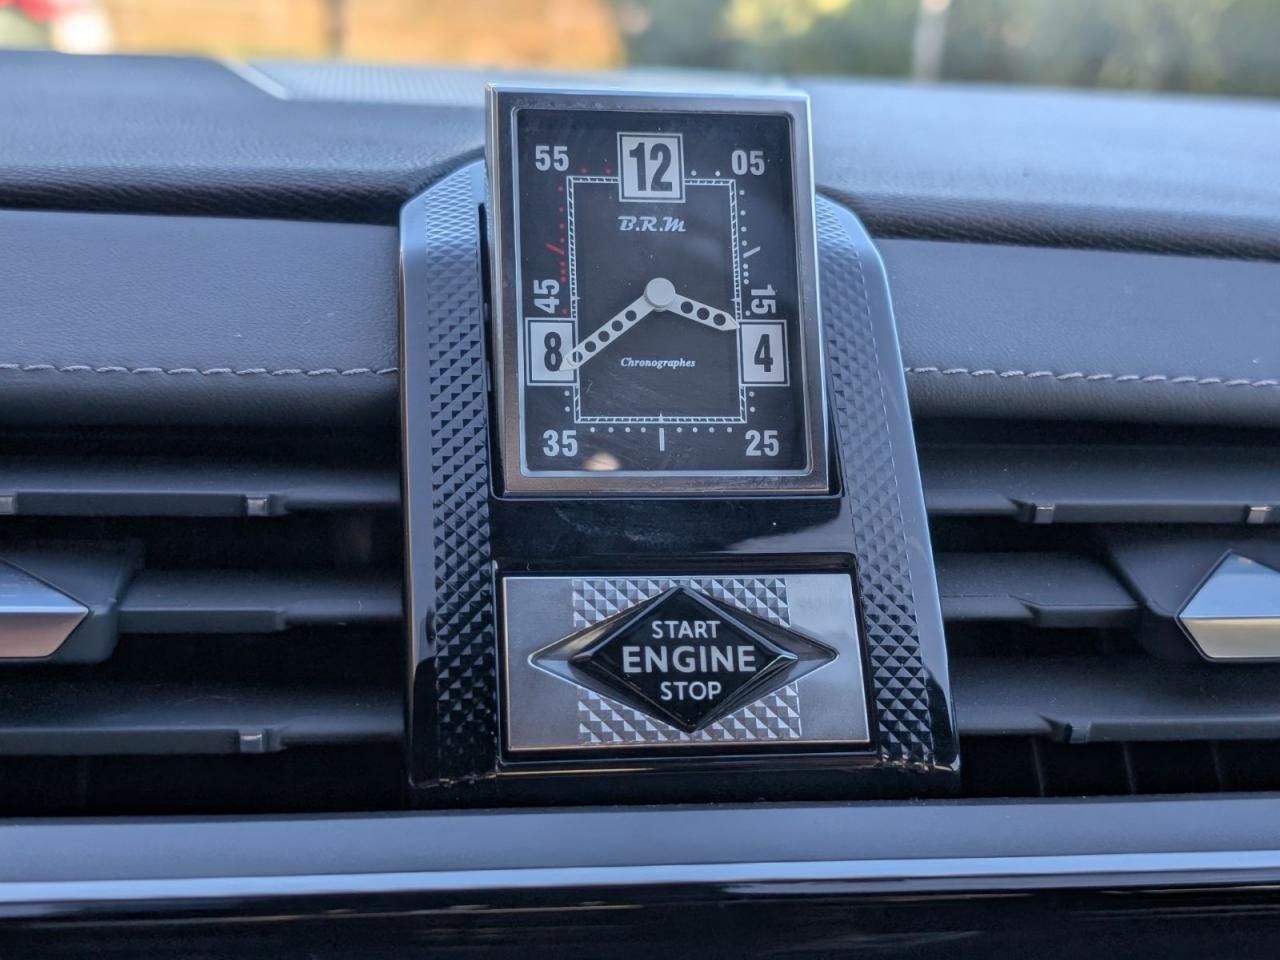 55
12
05
B.R.M
45
15
8
4
Chronographes
35
25
START
ENGINE
STOP